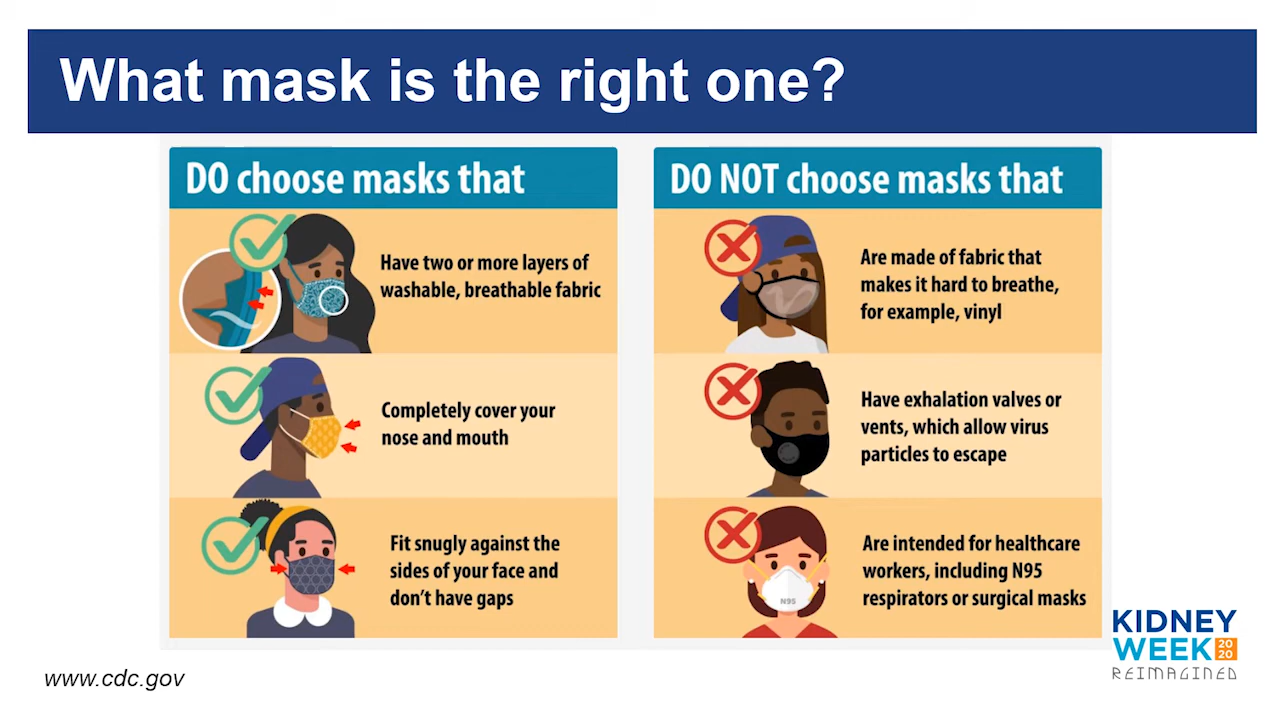 What mask is the right one?
DO choose masks that
Have two or more layers of
washable, breathable fabric
Completely cover your
nose and mouth
Fit snugly against the
sides of your face and
don't have gaps
DO NOT choose masks that
Are made of fabric that
makes it hard to breathe,
for example, vinyl
Have exhalation valves or
vents, which allow virus
particles to escape
N95
Are intended for healthcare
workers, including N95
respirators or surgical masks
KIDNEY
WEEK 20
20
REIMAGINED
www.cdc.gov